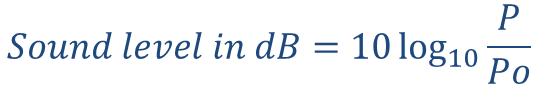 Sound level in dB = 10 log₁₀ P/Po